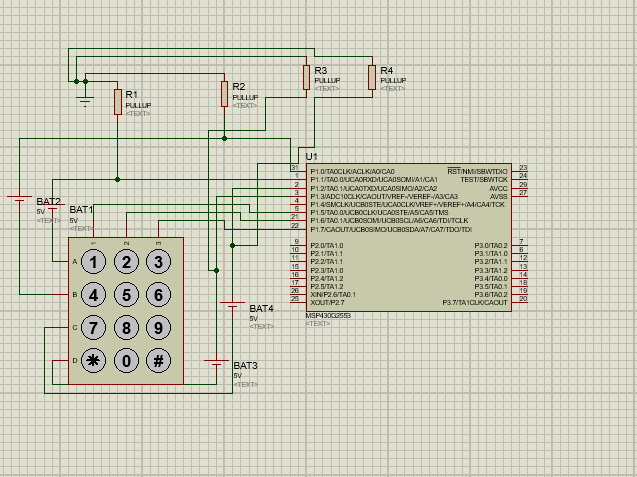 R1
PULLUP
<TEXT>
R2
PULLUP
<TEXT>
R3
PULLUP
<TEXT>
R4
PULLUP
<TEXT>
U1
31 P1.0/TA0CLK/ACLK/A0/CA0 RST/NMI/SBWTDIO 23
1 P1.1/TA0.0/UCA0RXD/UCA0SOMI/A1/CA1 TEST/SBWTCK 24
2 P1.2/TA0.1/UCA0TXD/UCA0SIMO/A2/CA2 AVCC 29
3 P1.3/ADC10CLK/CAOUT/VREF-/VEREF-/A3/CA3 AVSS 27
4 P1.4/SMCLK/UCB0STE/UCA0CLK/VREF+/VEREF+/A4/CA4/TCK
5 P1.5/TA0.0/UCB0CLK/UCA0STE/A5/CA5/TMS
21 P1.6/TA0.1/UCB0SOMI/UCB0SCL/A6/CA6/TDI/TCLK
22 P1.7/CAOUT/UCB0SIMO/UCB0SDA/A7/CA7/TDO/TDI
9 P2.0/TA1.0 P3.0/TA0.2 7
10 P2.1/TA1.1 P3.1/TA1.0 6
11 P2.2/TA1.1 P3.2/TA1.1 12
15 P2.3/TA1.0 P3.3/TA1.2 13
16 P2.4/TA1.2 P3.4/TA0.0 14
17 P2.5/TA1.2 P3.5/TA0.1 18
26 XIN/P2.6/TA0.1 P3.6/TA0.2 19
25 XOUT/P2.7 P3.7/TA1CLK/CAOUT 20
MSP430G2553
<TEXT>
BAT2
5V
<TEXT>
BAT1
5V
<TEXT>
1 2 3
A 1 2 3
B 4 5 6
C 7 8 9
D * 0 #
BAT4
5V
<TEXT>
BAT3
5V
<TEXT>